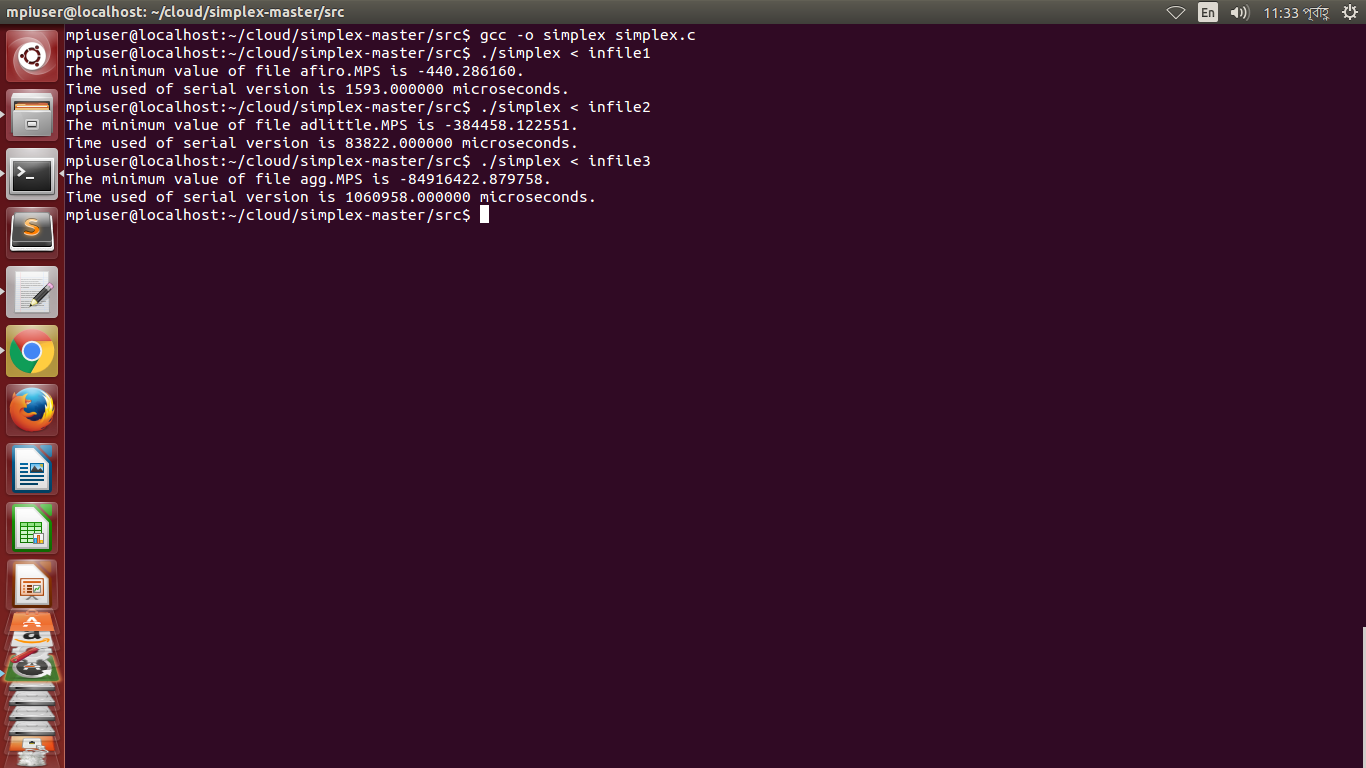 mpiuser@localhost: ~/cloud/simplex-master/src
En
11:33 পূর্বাহ্ণ
mpiuser@localhost:~/cloud/simplex-master/src$ gcc -o simplex simplex.c
mpiuser@localhost:~/cloud/simplex-master/src$ ./simplex < infile1
The minimum value of file afiro.MPS is -440.286160.
Time used of serial version is 1593.000000 microseconds.
mpiuser@localhost:~/cloud/simplex-master/src$ ./simplex < infile2
The minimum value of file adlittle.MPS is -384458.122551.
Time used of serial version is 83822.000000 microseconds.
mpiuser@localhost:~/cloud/simplex-master/src$ ./simplex < infile3
The minimum value of file agg.MPS is -84916422.879758.
Time used of serial version is 1060958.000000 microseconds.
mpiuser@localhost:~/cloud/simplex-master/src$